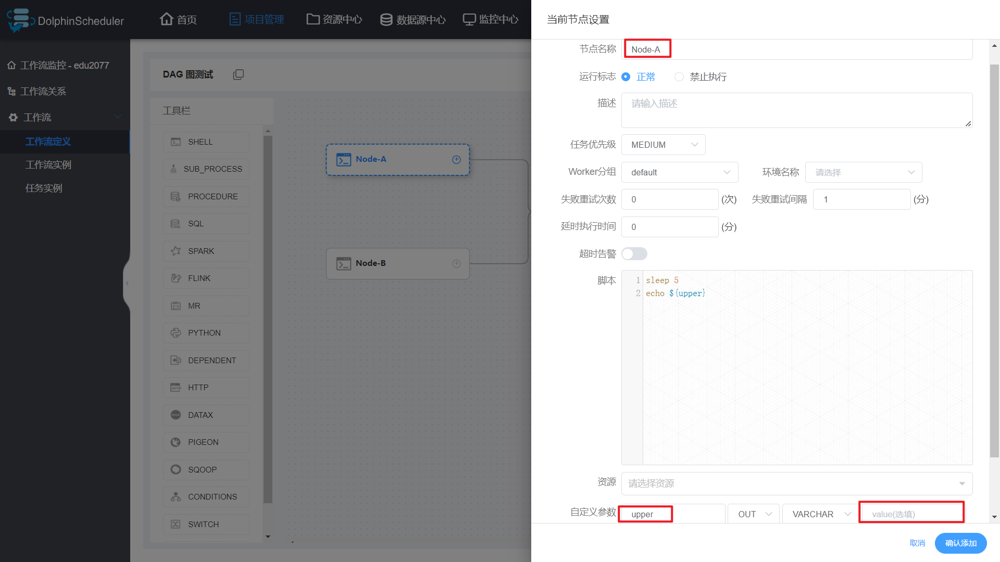 DolphinScheduler
首页
项目管理
资源中心
数据源中心
监控中心
工作流监控 - edu2077
工作流关系
工作流
工作流定义
工作流实例
任务实例
DAG 图测试
工具栏
SHELL
SUB_PROCESS
PROCEDURE
SQL
SPARK
FLINK
MR
PYTHON
DEPENDENT
HTTP
DATAX
PIGEON
SQOOP
CONDITIONS
SWITCH
Node-A
Node-B
当前节点设置
节点名称 Node-A
运行标志 正常 禁止执行
描述 请输入描述
任务优先级 MEDIUM
Worker分组 default 环境名称 请选择
失败重试次数 0 (次) 失败重试间隔 1 (分)
延时执行时间 0 (分)
超时告警
脚本
1 sleep 5
2 echo ${upper}
资源 请选择资源
自定义参数 upper OUT VARCHAR value(选填)
取消 确认添加